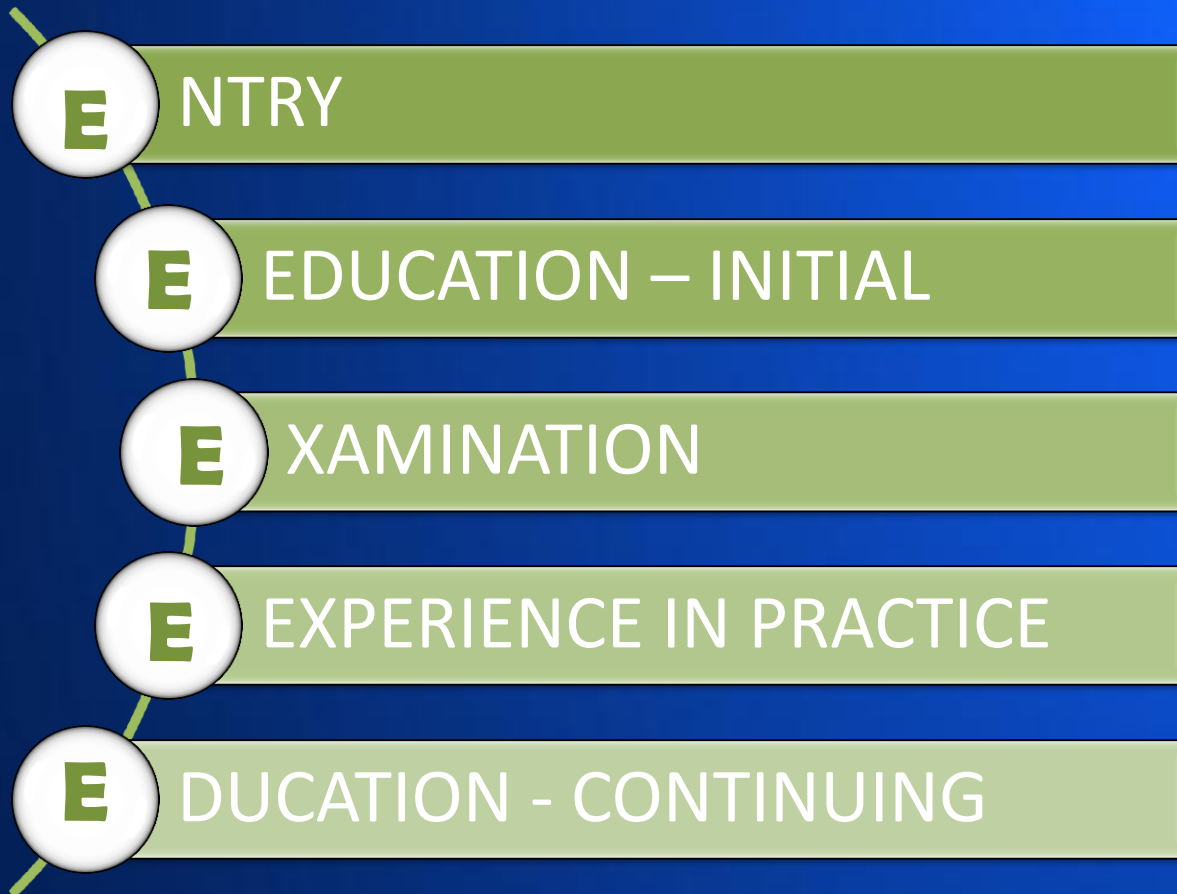 E NTRY
E EDUCATION – INITIAL
E XAMINATION
E EXPERIENCE IN PRACTICE
E DUCATION - CONTINUING